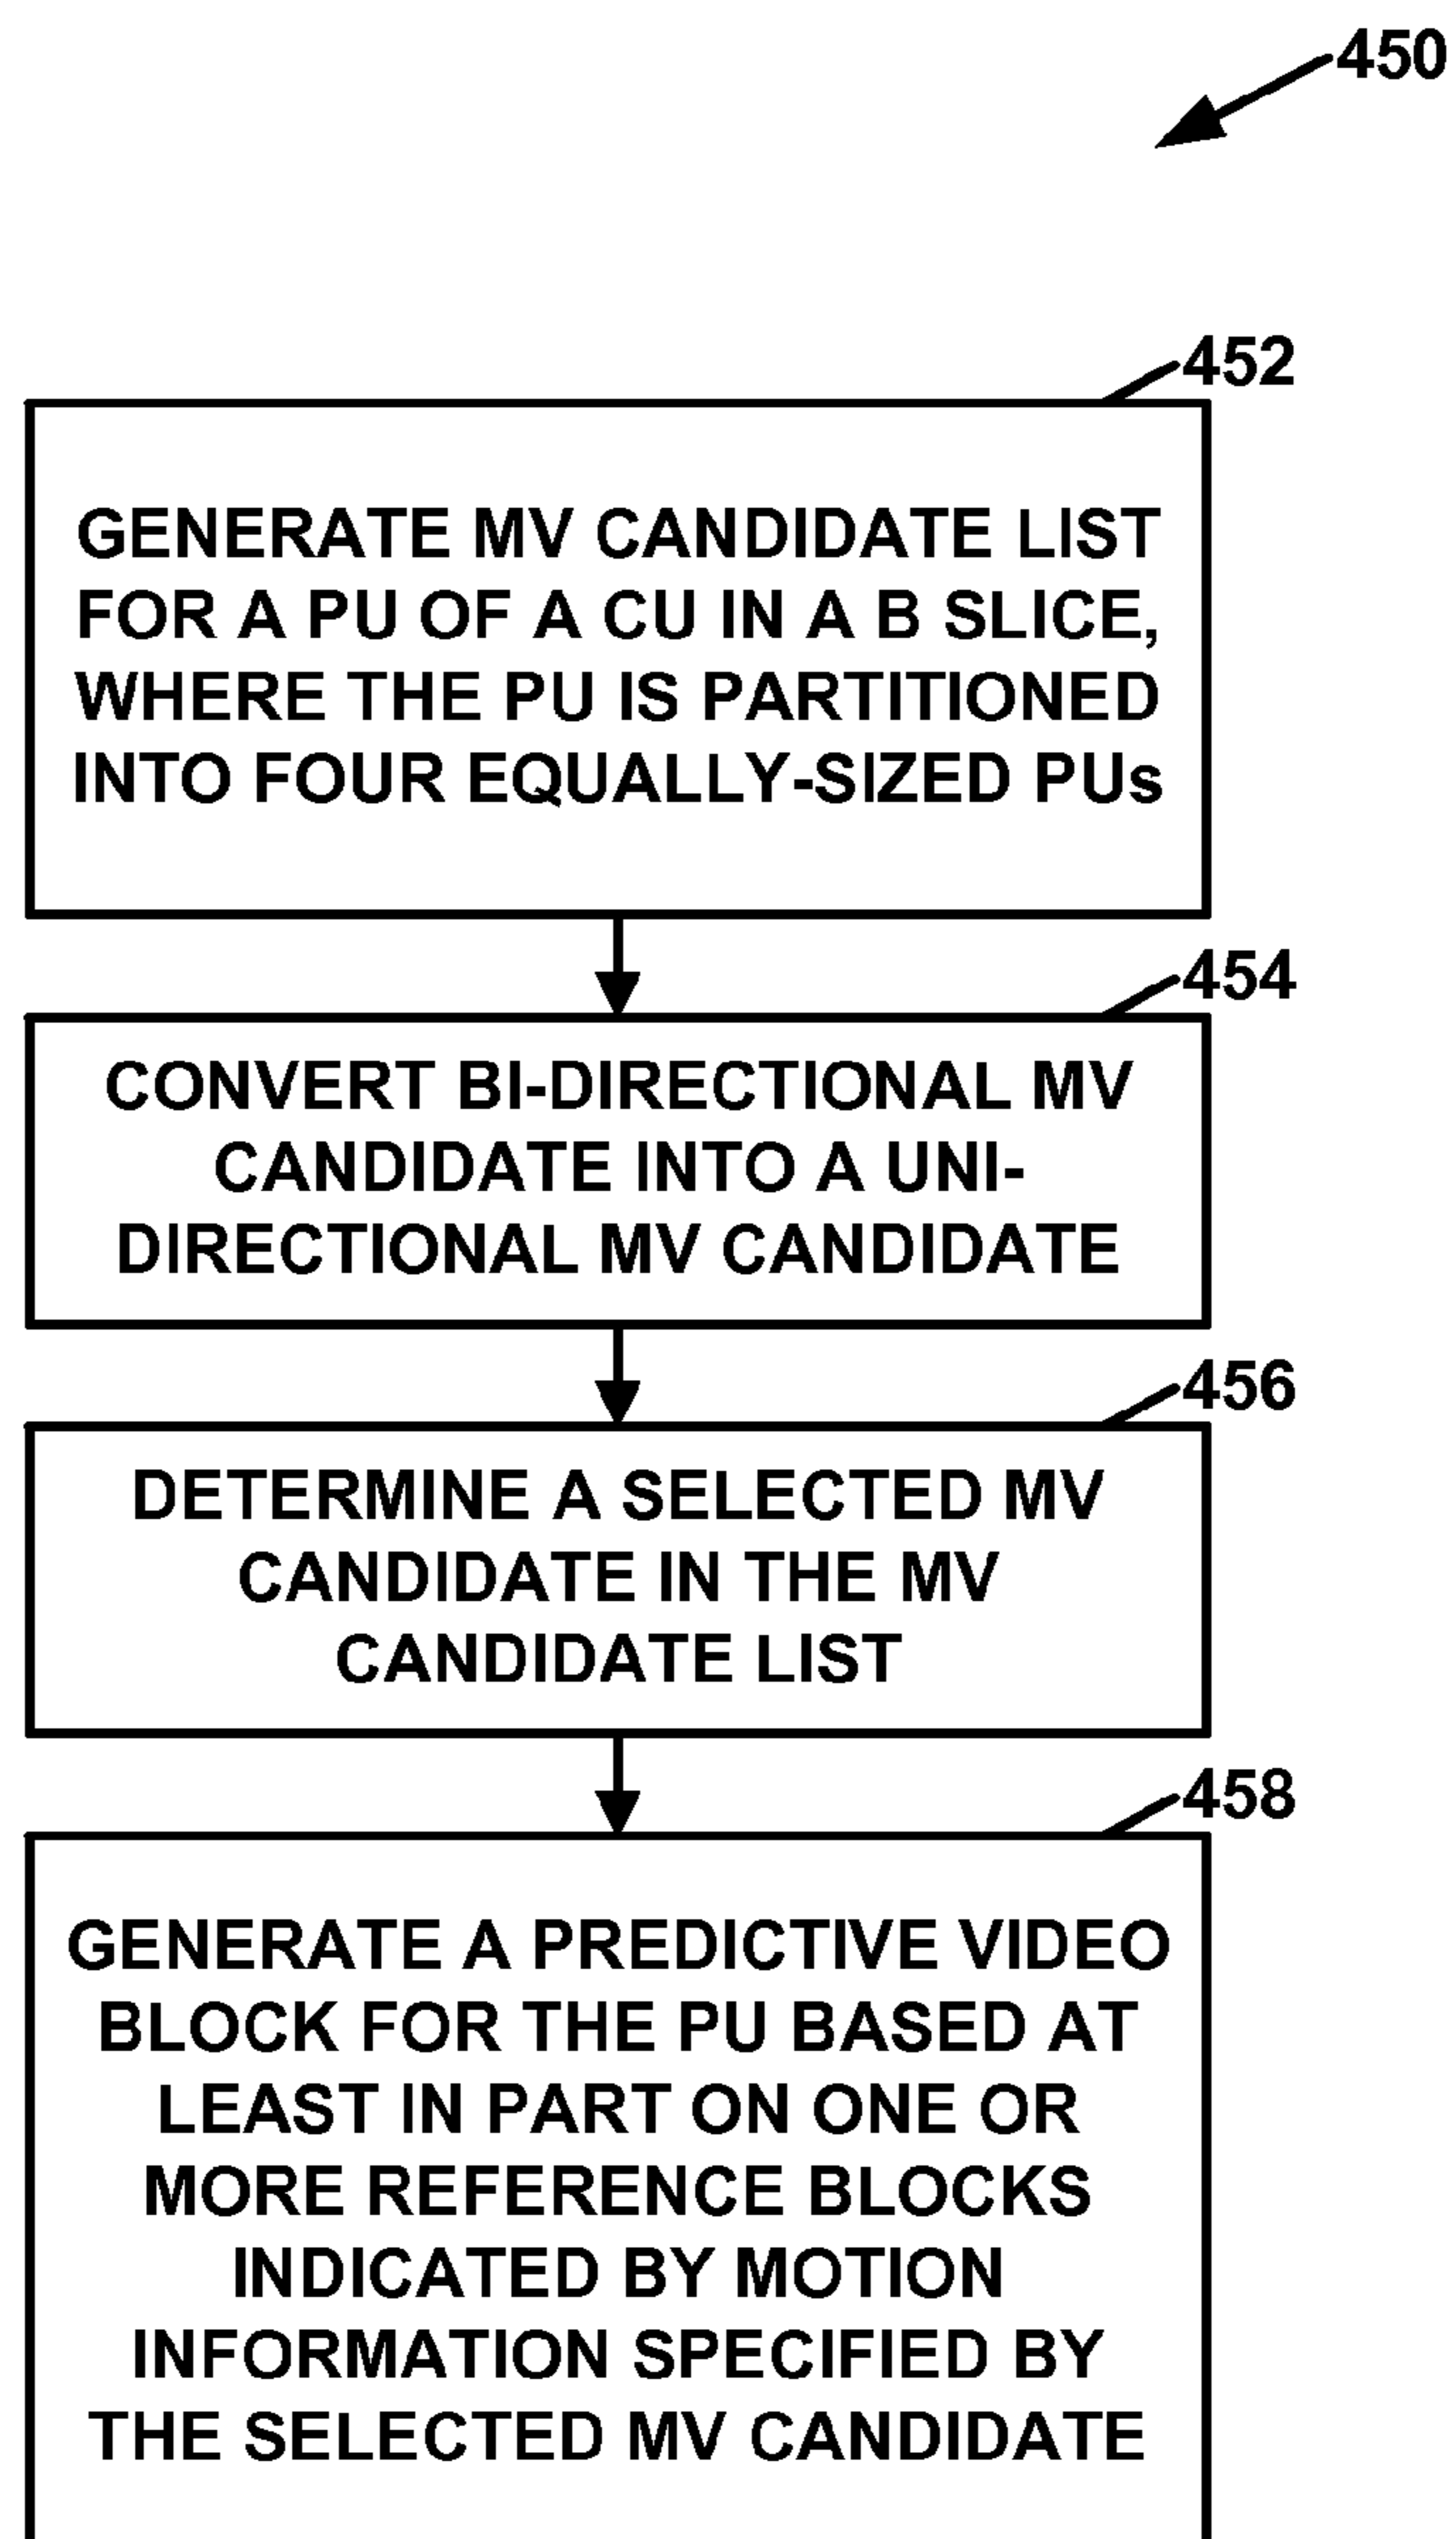 450
452
GENERATE MV CANDIDATE LIST
FOR A PU OF A CU IN A B SLICE,
WHERE THE PU IS PARTITIONED
INTO FOUR EQUALLY-SIZED PUs
454
CONVERT BI-DIRECTIONAL MV
CANDIDATE INTO A UNI-
DIRECTIONAL MV CANDIDATE
456
DETERMINE A SELECTED MV
CANDIDATE IN THE MV
CANDIDATE LIST
458
GENERATE A PREDICTIVE VIDEO
BLOCK FOR THE PU BASED AT
LEAST IN PART ON ONE OR
MORE REFERENCE BLOCKS
INDICATED BY MOTION
INFORMATION SPECIFIED BY
THE SELECTED MV CANDIDATE